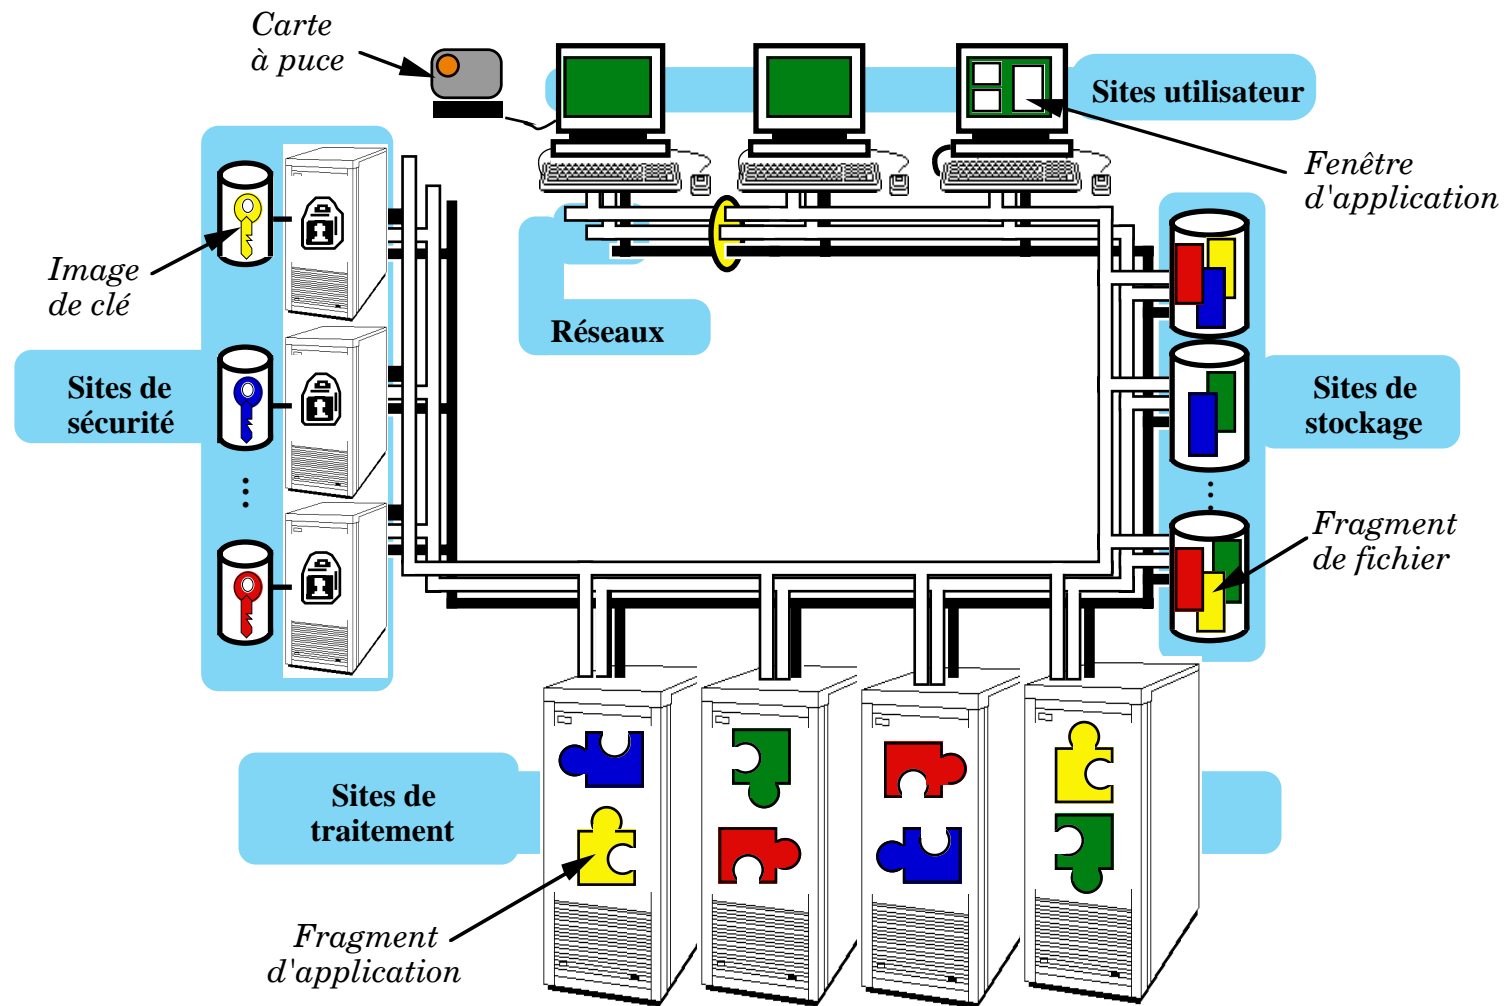 Carte
à puce
Sites utilisateur
Fenêtre
d'application
Image
de clé
Réseaux
Sites de
sécurité
Sites de
stockage
Fragment
de fichier
Sites de
traitement
Fragment
d'application